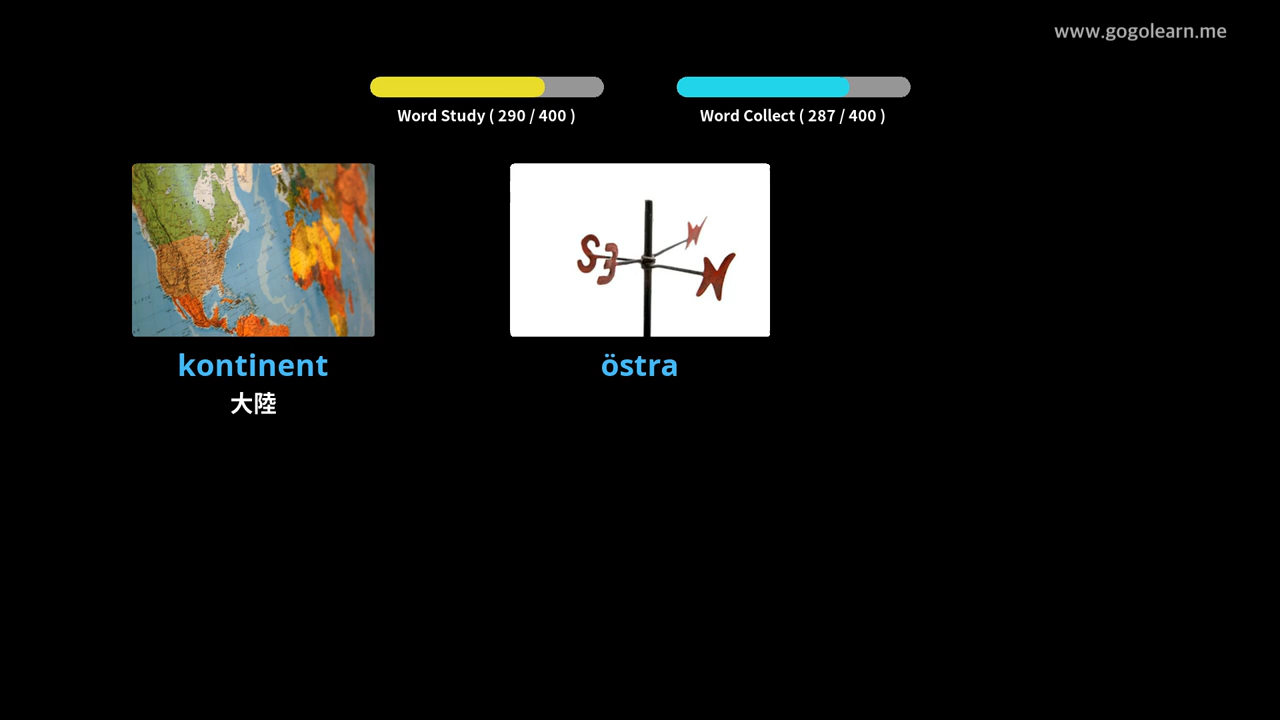 www.gogolearn.me
Word Study ( 290 / 400 )
Word Collect ( 287 / 400 )
S E N
kontinent
östra
大陸